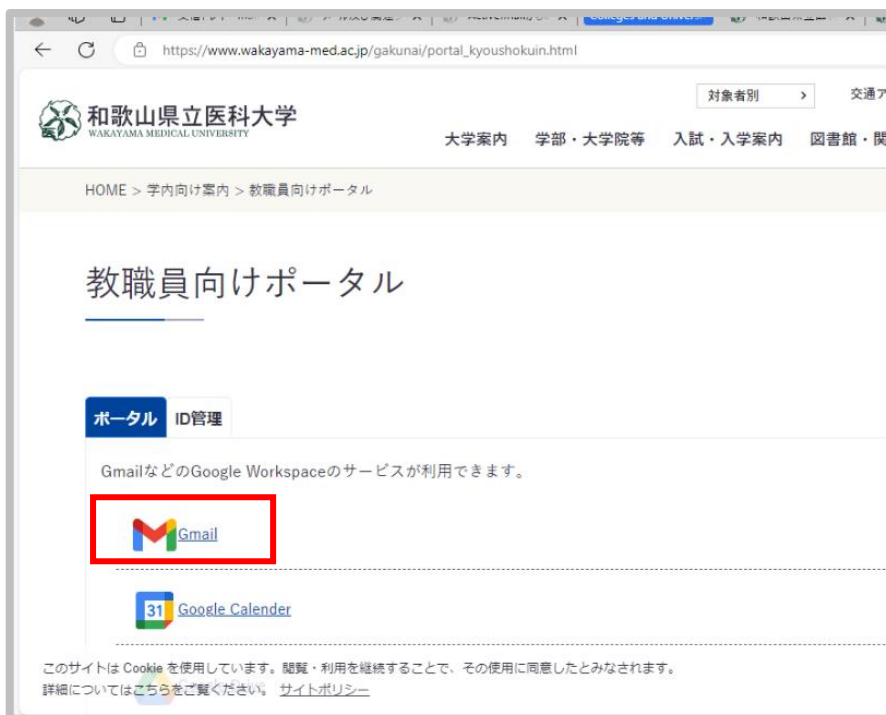 https://www.wakayama-med.ac.jp/gakunai/portal_kyoushokuin.html
対象者別 > 交通ア
和歌山県立医科大学
WAKAYAMA MEDICAL UNIVERSITY
大学案内 学部・大学院等 入試・入学案内 図書館・関
HOME > 学内向け案内 > 教職員向けポータル
教職員向けポータル
ポータル ID管理
GmailなどのGoogle Workspaceのサービスが利用できます。
Gmail
31 Google Calender
このサイトは Cookie を使用しています。閲覧・利用を継続することで、その使用に同意したとみなされます。
詳細についてはこちらをご覧ください。 サイトポリシー